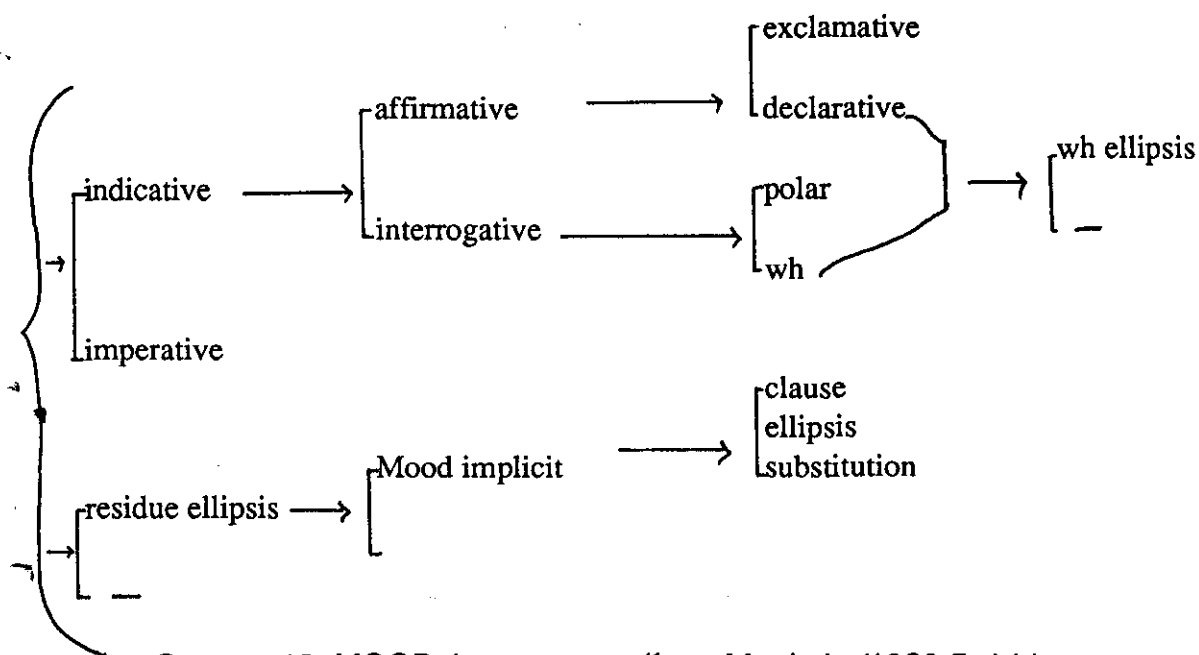 exclamative
affirmative
declarative
wh ellipsis
indicative
polar
interrogative
wh
imperative
clause
ellipsis
Mood implicit
substitution
residue ellipsis